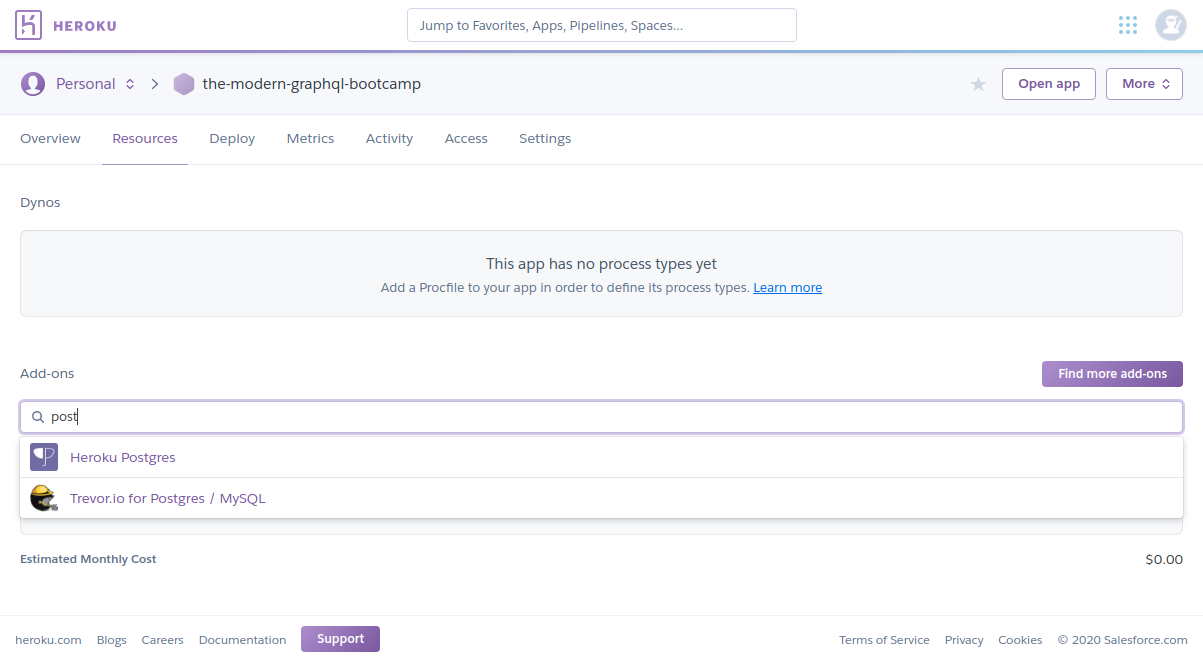 HEROKU
Jump to Favorites, Apps, Pipelines, Spaces...
Personal
the-modern-graphql-bootcamp
Open app
More
Overview
Resources
Deploy
Metrics
Activity
Access
Settings
Dynos
This app has no process types yet
Add a Procfile to your app in order to define its process types. Learn more
Add-ons
Find more add-ons
post
Heroku Postgres
Trevor.io for Postgres / MySQL
Estimated Monthly Cost
$0.00
heroku.com
Blogs
Careers
Documentation
Support
Terms of Service
Privacy
Cookies
© 2020 Salesforce.com